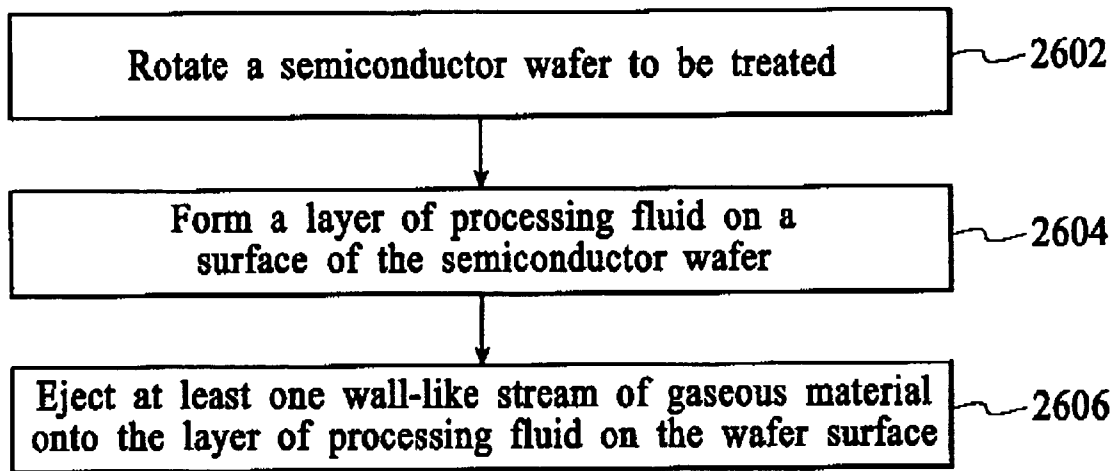 Rotate a semiconductor wafer to be treated
2602
Form a layer of processing fluid on a
surface of the semiconductor wafer
2604
Eject at least one wall-like stream of gaseous material
onto the layer of processing fluid on the wafer surface
2606